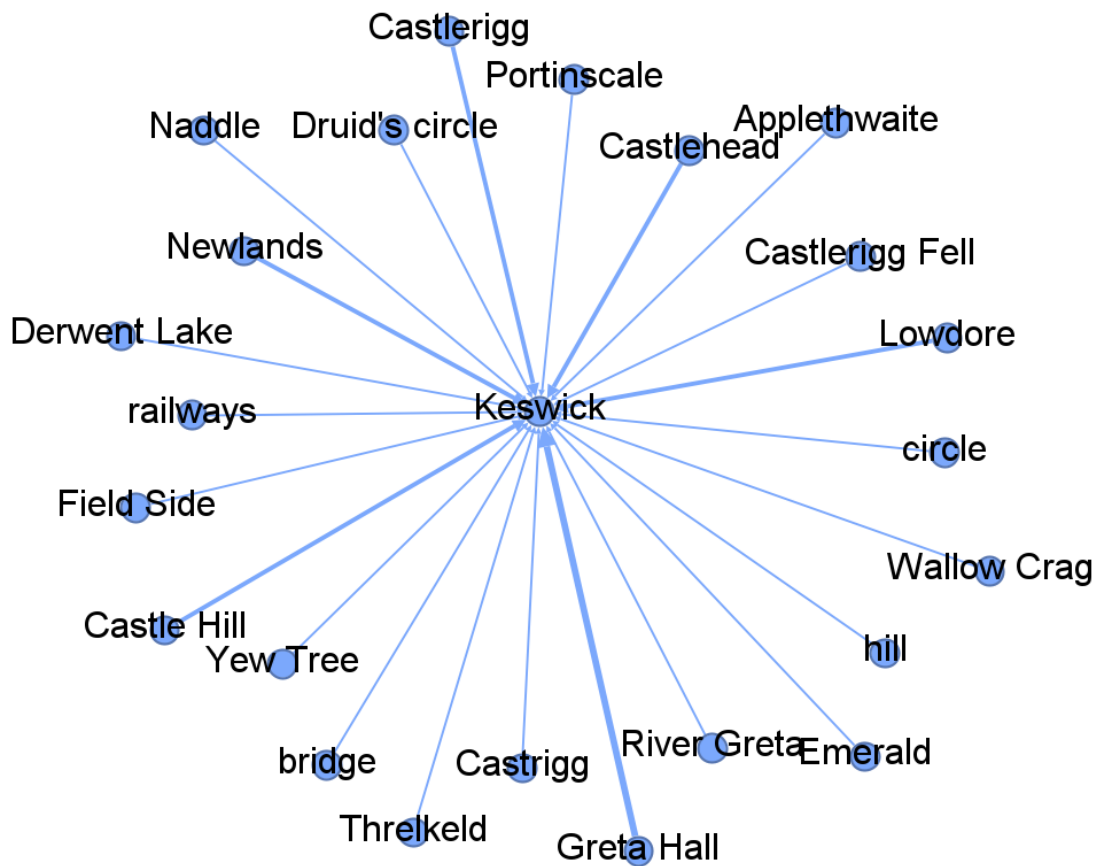 Castlerigg
Portinscale
Naddle
Druid's circle
Castlehead
Applethwaite
Newlands
Castlerigg Fell
Derwent Lake
Lowdore
railways
Keswick
circle
Field Side
Wallow Crag
Castle Hill
Yew Tree
hill
bridge
Castrigg
River Greta
Emerald
Threlkeld
Greta Hall